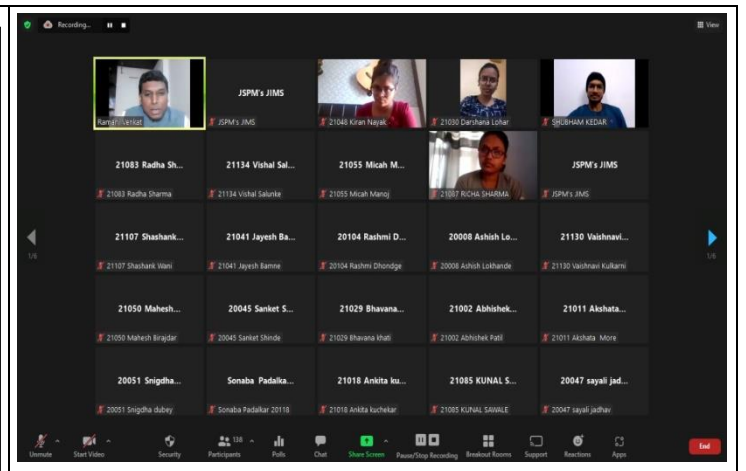 Recording...
View
Ramani Venkat
JSPM's JIMS
JSPM's JIMS
21048 Kiran Nayak
21030 Darshana Lohar
SHUBHAM KEDAR
21083 Radha Sh...
21083 Radha Sharma
21134 Vishal Sal...
21134 Vishal Salunke
21055 Micah M...
21055 Micah Manoj
21087 RICHA SHARMA
JSPM's JIMS
JSPM's JIMS
21107 Shashank...
21107 Shashank Wani
21041 Jayesh Ba...
21041 Jayesh Bamne
20104 Rashmi D...
20104 Rashmi Dhondge
20008 Ashish Lo...
20008 Ashish Lokhande
21130 Vaishnavi...
21130 Vaishnavi Kulkarni
1/6
1/6
21050 Mahesh...
21050 Mahesh Birajdar
20045 Sanket S...
20045 Sanket Shinde
21029 Bhavana...
21029 Bhavana khati
21002 Abhishek...
21002 Abhishek Patil
21011 Akshata...
21011 Akshata More
20051 Snigdha...
20051 Snigdha dubey
Sonaba Padalka...
Sonaba Padalkar 20118
21018 Ankita ku...
21018 Ankita kuchekar
21085 KUNAL S...
21085 KUNAL SAWALE
20047 sayali jad...
20047 sayali jadhav
Unmute
Start Video
Security
Participants
138
Polls
Chat
Share Screen
Pause/Stop Recording
Breakout Rooms
Support
Reactions
Apps
End